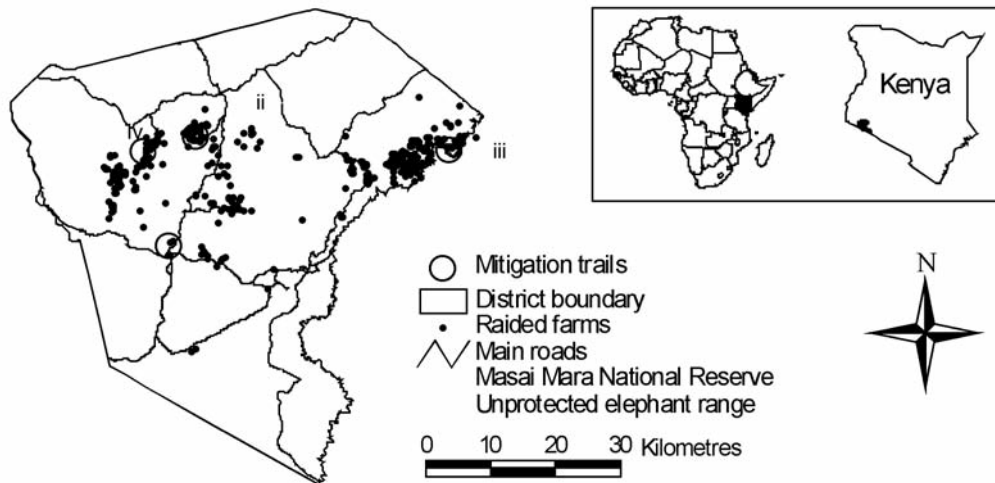 ii
iii
Kenya
Mitigation trails
District boundary
Raided farms
Main roads
Masai Mara National Reserve
Unprotected elephant range
N
0 10 20 30 Kilometres